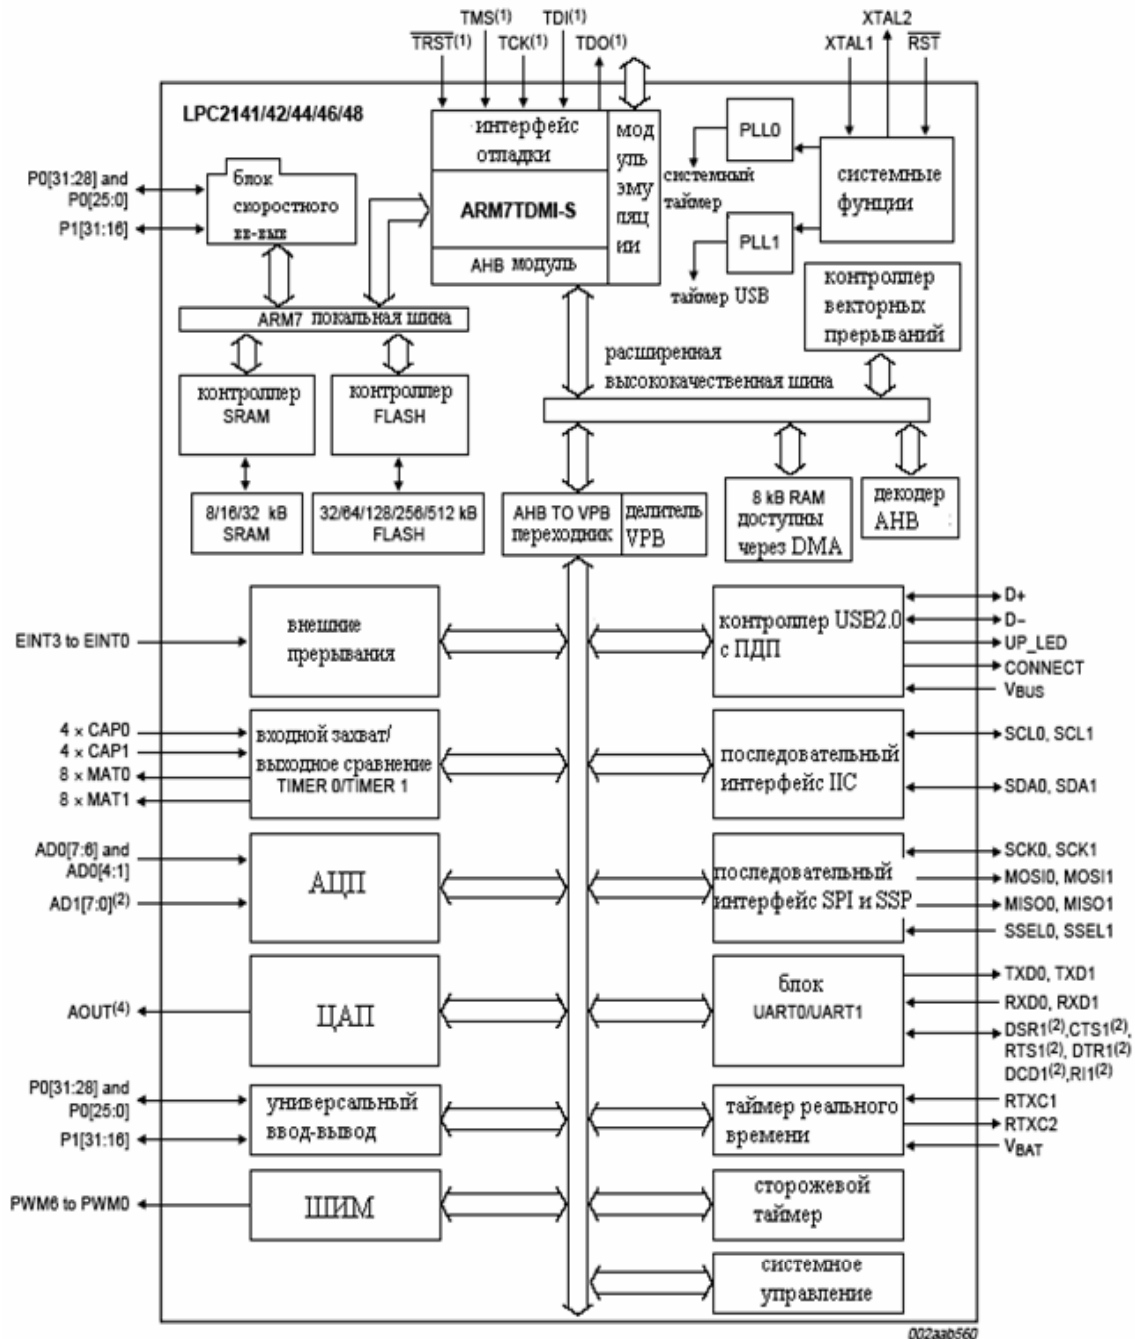 TMS(1) TDI(1) XTAL2
TRST(1) TCK(1) TDO(1) XTAL1 RST
LPC2141/42/44/46/48
интерфейс
отладки
ARM7TDMI-S
AHB модуль
мод
уль
эму
ляц
ии
PLL0
системный
таймер
PLL1
таймер USB
системные
фунции
P0[31:28] and
P0[25:0]
P1[31:16]
блок
скоростного
вв-выв
контроллер
векторных
прерываний
ARM7 локальная шина
расширенная
высококачественная шина
контроллер
SRAM
контроллер
FLASH
8/16/32 kB
SRAM
32/64/128/256/512 kB
FLASH
AHB TO VPB
переходник
делитель
VPB
8 kB RAM
доступны
через DMA
декодер
AHB
EINT3 to EINT0
внешние
прерывания
контроллер USB2.0
с ПДП
D+
D−
UP_LED
CONNECT
VBUS
4 × CAP0
4 × CAP1
8 × MAT0
8 × MAT1
входной захват/
выходное сравнение
TIMER 0/TIMER 1
последовательный
интерфейс IIC
SCL0, SCL1
SDA0, SDA1
AD0[7:6] and
AD0[4:1]
AD1[7:0](2)
АЦП
последовательный
интерфейс SPI и SSP
SCK0, SCK1
MOSI0, MOSI1
MISO0, MISO1
SSEL0, SSEL1
AOUT(4)
ЦАП
блок
UART0/UART1
TXD0, TXD1
RXD0, RXD1
DSR1(2),CTS1(2),
RTS1(2), DTR1(2)
DCD1(2),RI1(2)
P0[31:28] and
P0[25:0]
P1[31:16]
универсальный
ввод-вывод
таймер реального
времени
RTXC1
RTXC2
VBAT
PWM6 to PWM0
ШИМ
сторожевой
таймер
системное
управление
002aab560